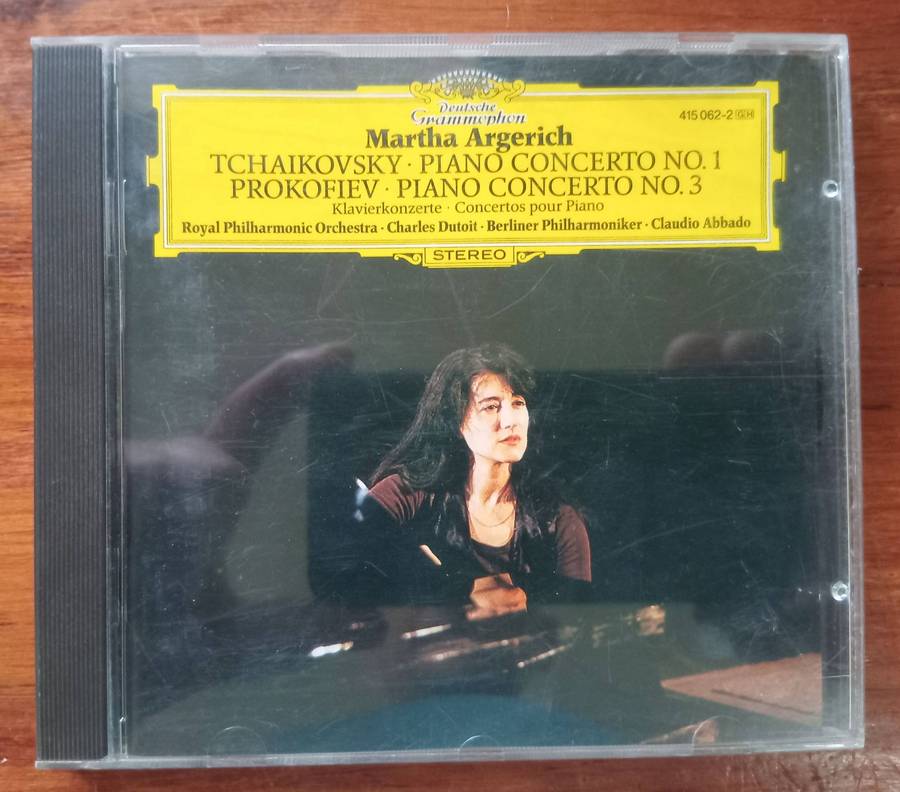 Deutsche
Grammophon
415 062-2 GH
Martha Argerich
TCHAIKOVSKY · PIANO CONCERTO NO. 1
PROKOFIEV · PIANO CONCERTO NO. 3
Klavierkonzerte · Concertos pour Piano
Royal Philharmonic Orchestra · Charles Dutoit · Berliner Philharmoniker · Claudio Abbado
STEREO